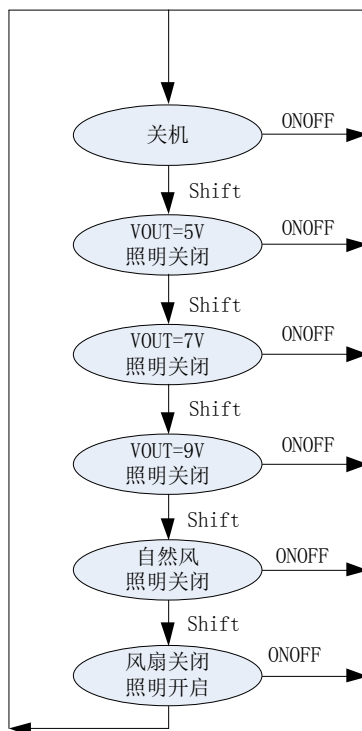 关机
ONOFF
Shift
VOUT=5V
照明关闭
ONOFF
Shift
VOUT=7V
照明关闭
ONOFF
Shift
VOUT=9V
照明关闭
ONOFF
Shift
自然风
照明关闭
ONOFF
Shift
风扇关闭
照明开启
ONOFF